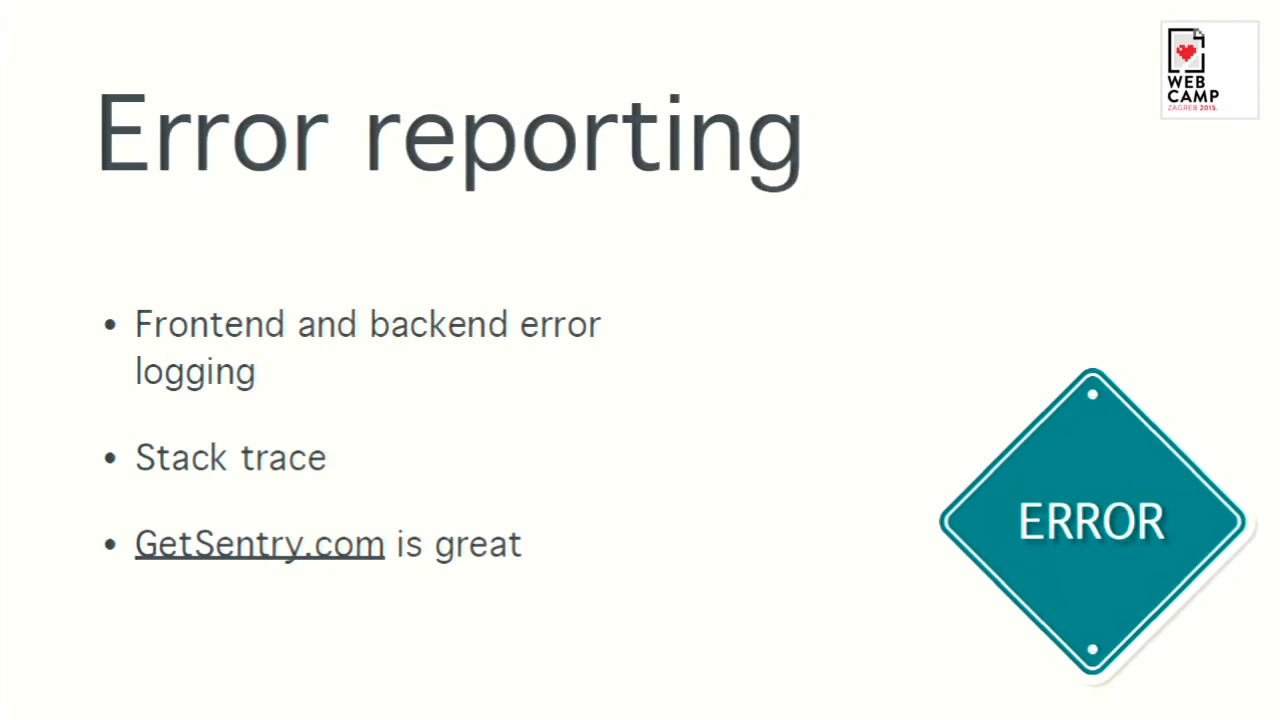 WEB
CAMP
ZAGREB 2015.
Error reporting
• Frontend and backend error
logging
• Stack trace
• GetSentry.com is great
ERROR